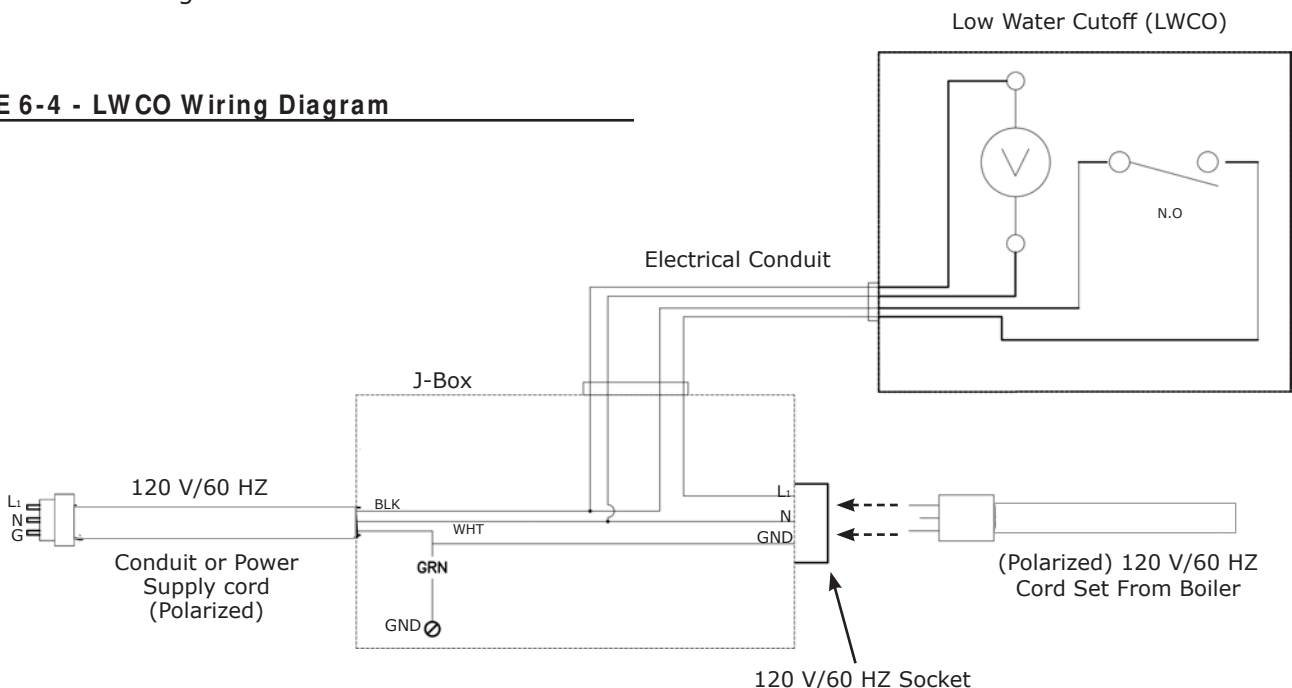 Low Water Cutoff (LWCO)
E 6-4 - LWCO Wiring Diagram
V
N.O
Electrical Conduit
J-Box
120 V/60 HZ
L1
N
G
BLK
WHT
Conduit or Power
Supply cord
(Polarized)
GRN
GND
L1
N
GND
(Polarized) 120 V/60 HZ
Cord Set From Boiler
120 V/60 HZ Socket